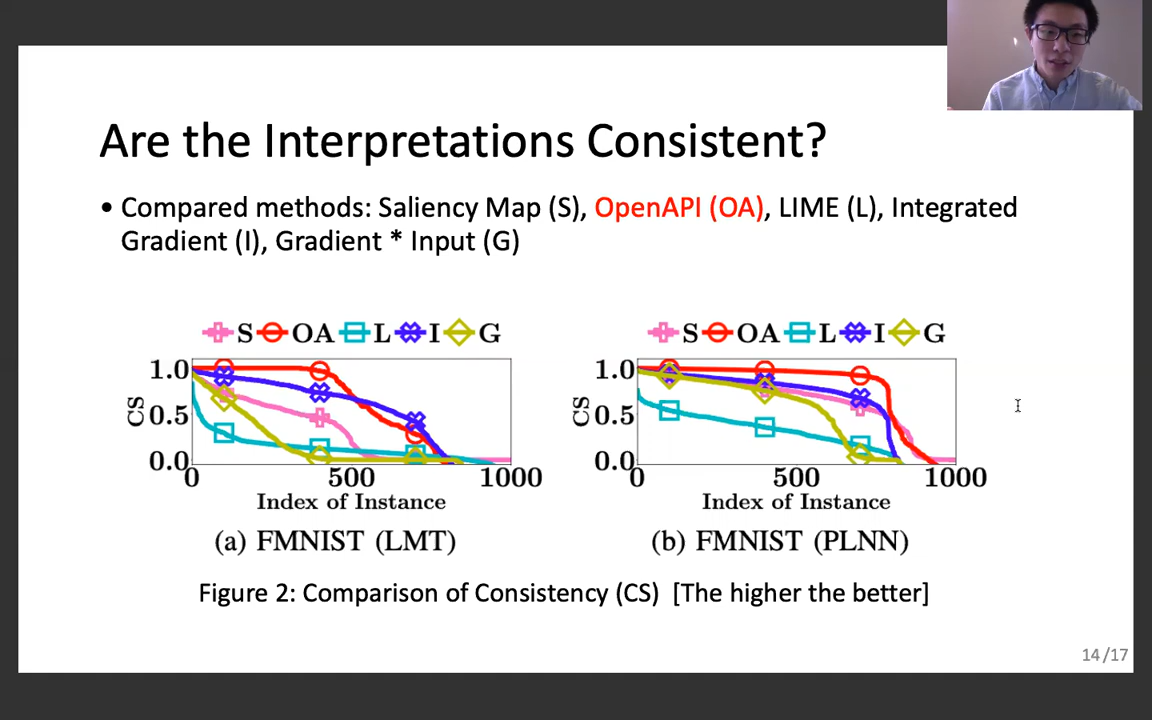 Are the Interpretations Consistent?
• Compared methods: Saliency Map (S), OpenAPI (OA), LIME (L), Integrated
Gradient (I), Gradient * Input (G)
S OA L I G
1.0
0.5
0.0
CS
0 500 1000
Index of Instance
(a) FMNIST (LMT)
S OA L I G
1.0
0.5
0.0
CS
0 500 1000
Index of Instance
(b) FMNIST (PLNN)
Figure 2: Comparison of Consistency (CS) [The higher the better]
14/17